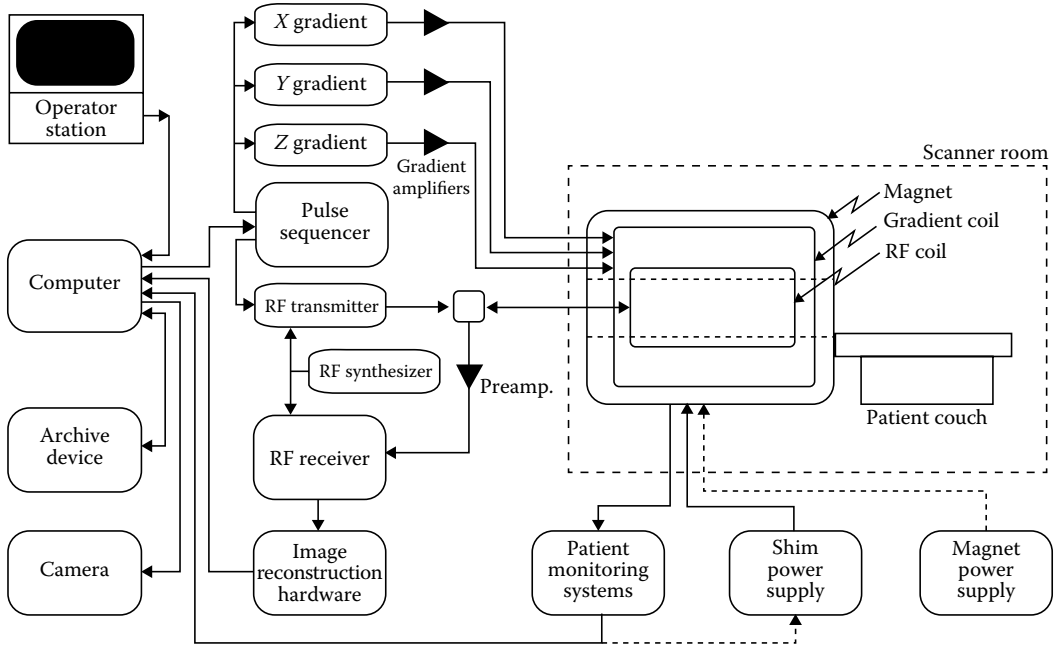 X gradient
Y gradient
Operator
station
Z gradient
Gradient
amplifiers
Scanner room
Pulse
sequencer
Magnet
Gradient coil
RF coil
Computer
RF transmitter
RF synthesizer
Preamp.
Patient couch
Archive
device
RF receiver
Camera
Image
reconstruction
hardware
Patient
monitoring
systems
Shim
power
supply
Magnet
power
supply